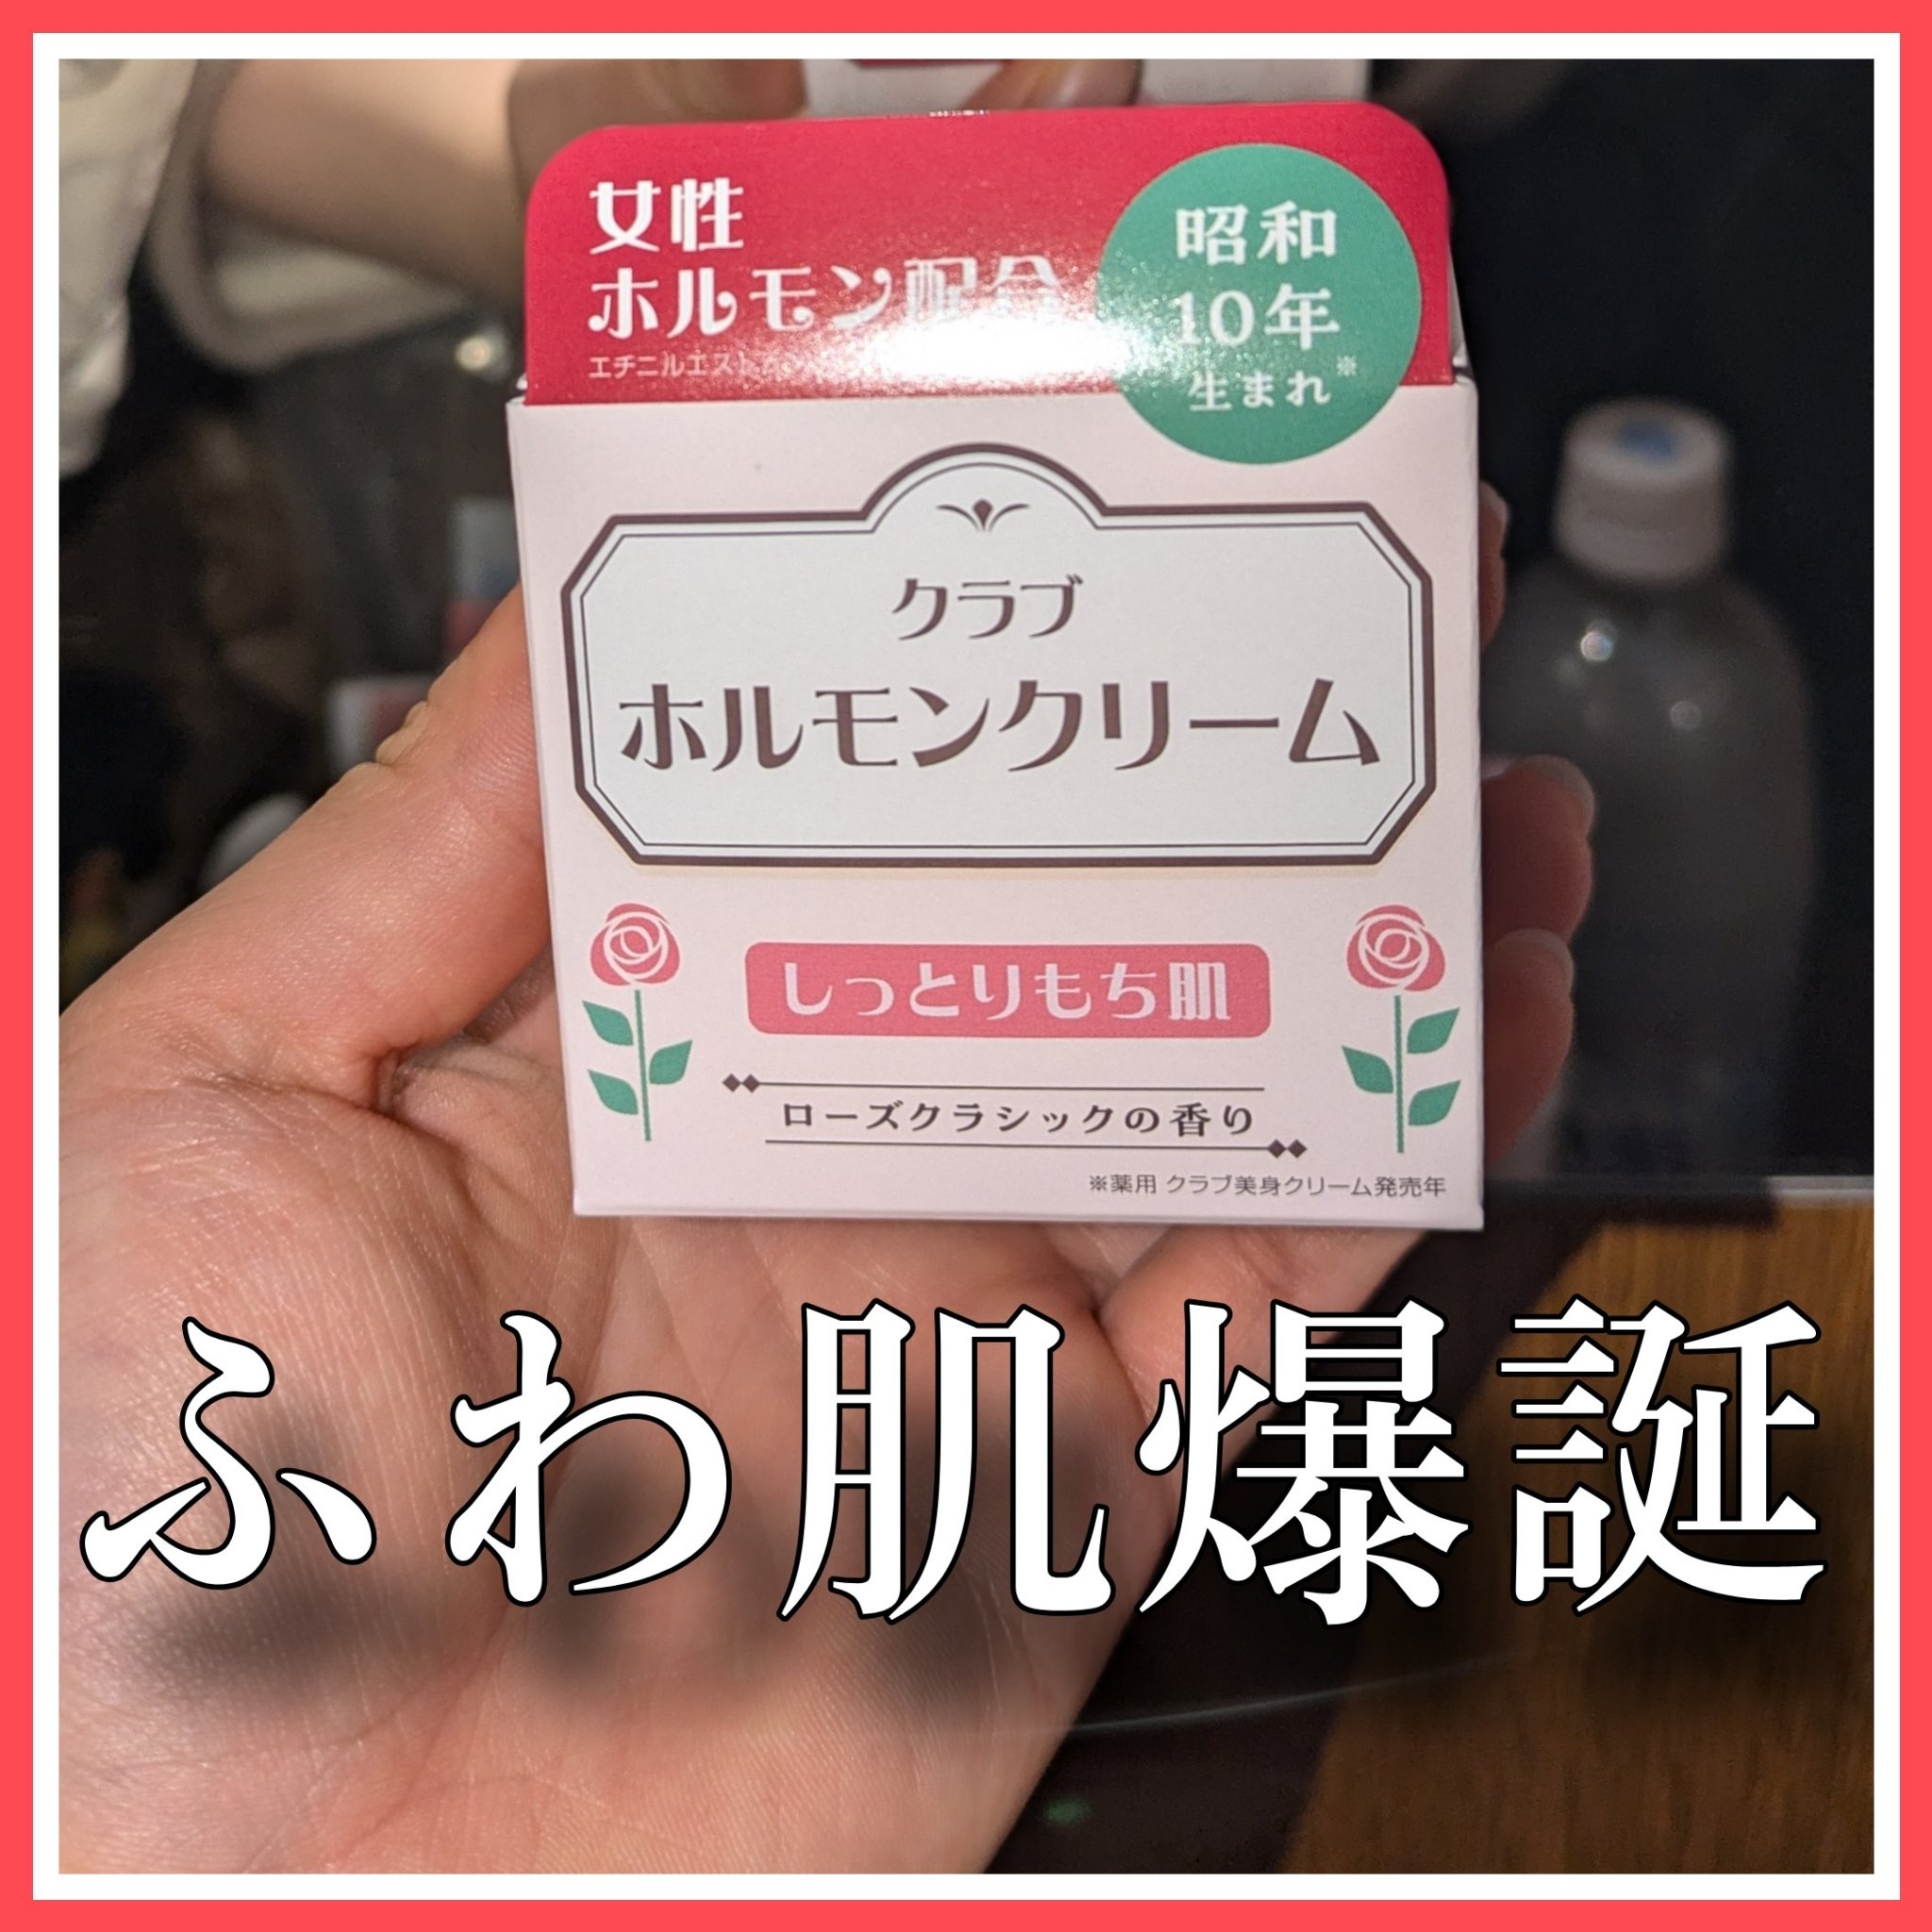 女性
ホルモン配合
エチニルエスト
昭和
10年
生まれ※
クラブ
ホルモンクリーム
しっとりもち肌
ローズクラシックの香り
※薬用 クラブ美身クリーム発売年
ふわ肌爆誕